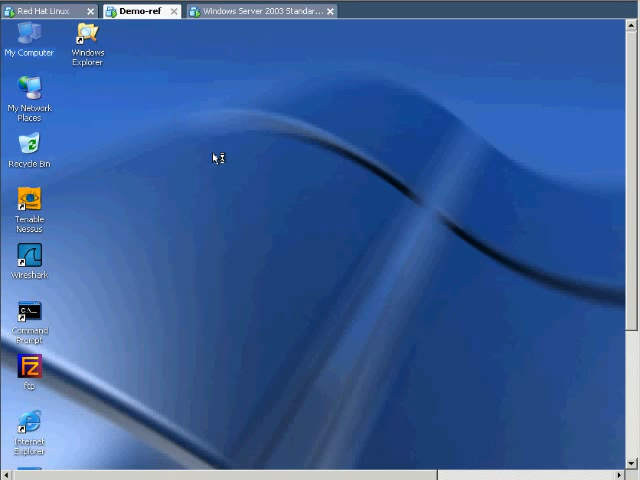 Red Hat Linux
Demo-ref
Windows Server 2003 Standar...
My Computer
Windows
Explorer
My Network
Places
Recycle Bin
Tenable
Nessus
Wireshark
C:\_
Command
Prompt
FZ
ftp
Internet
Explorer